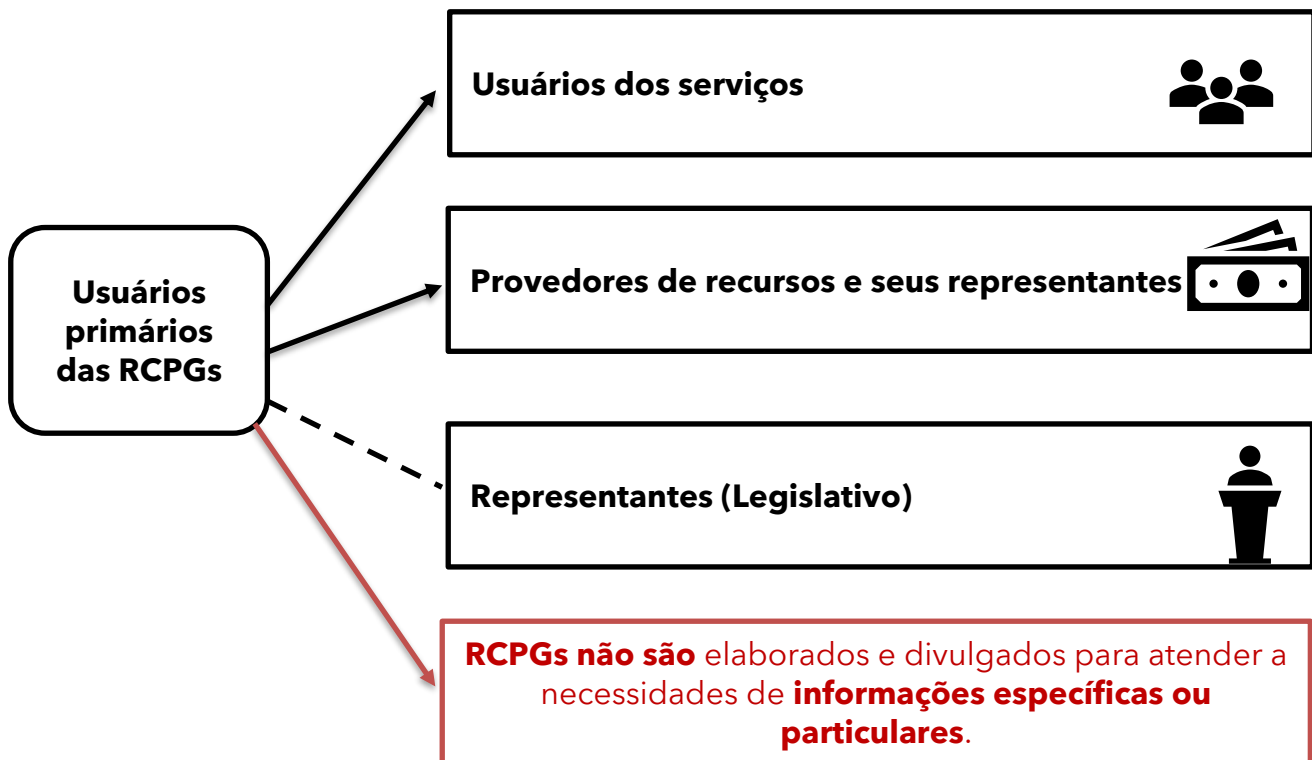 Usuários dos serviços
Provedores de recursos e seus representantes
Usuários
primários
das RCPGs
Representantes (Legislativo)
RCPGs não são elaborados e divulgados para atender a
necessidades de informações específicas ou
particulares.